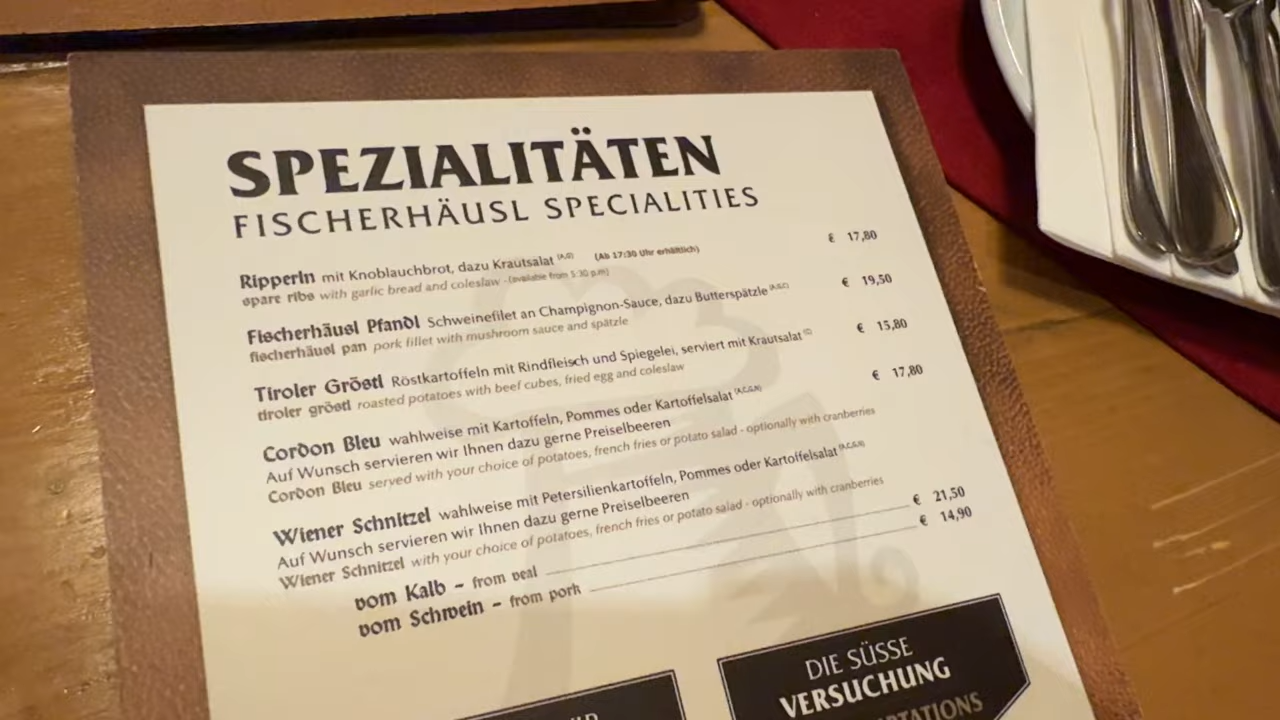 SPEZIALITÄTEN
FISCHERHÄUSL SPECIALITIES
Ripperln mit Knoblauchbrot, dazu Krautsalat (Ab 17:30 Uhr erhältlich) € 17,80
spare ribs with garlic bread and coleslaw - (available from 5:30 p.m)
Fischerhäusl Pfandl Schweinefilet an Champignon-Sauce, dazu Butterspätzle € 19,50
fischerhäusl pan pork fillet with mushroom sauce and spätzle
Tiroler Gröstl Röstkartoffeln mit Rindfleisch und Spiegelei, serviert mit Krautsalat € 15,80
tiroler gröstl roasted potatoes with beef cubes, fried egg and coleslaw
Cordon Bleu wahlweise mit Kartoffeln, Pommes oder Kartoffelsalat € 17,80
Auf Wunsch servieren wir Ihnen dazu gerne Preiselbeeren
Cordon Bleu served with your choice of potatoes, french fries or potato salad - optionally with cranberries
Wiener Schnitzel wahlweise mit Petersilienkartoffeln, Pommes oder Kartoffelsalat
Auf Wunsch servieren wir Ihnen dazu gerne Preiselbeeren
Wiener Schnitzel with your choice of potatoes, french fries or potato salad - optionally with cranberries
vom Kalb - from veal € 21,50
vom Schwein - from pork € 14,90
DIE SÜSSE
VERSUCHUNG